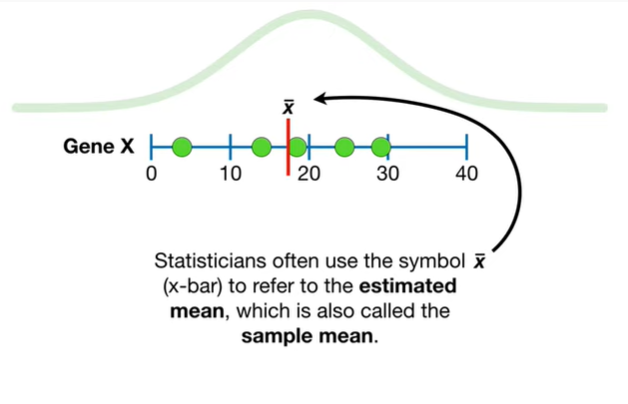 x̄
Gene X
0 10 20 30 40
Statisticians often use the symbol x̄
(x-bar) to refer to the estimated
mean, which is also called the
sample mean.